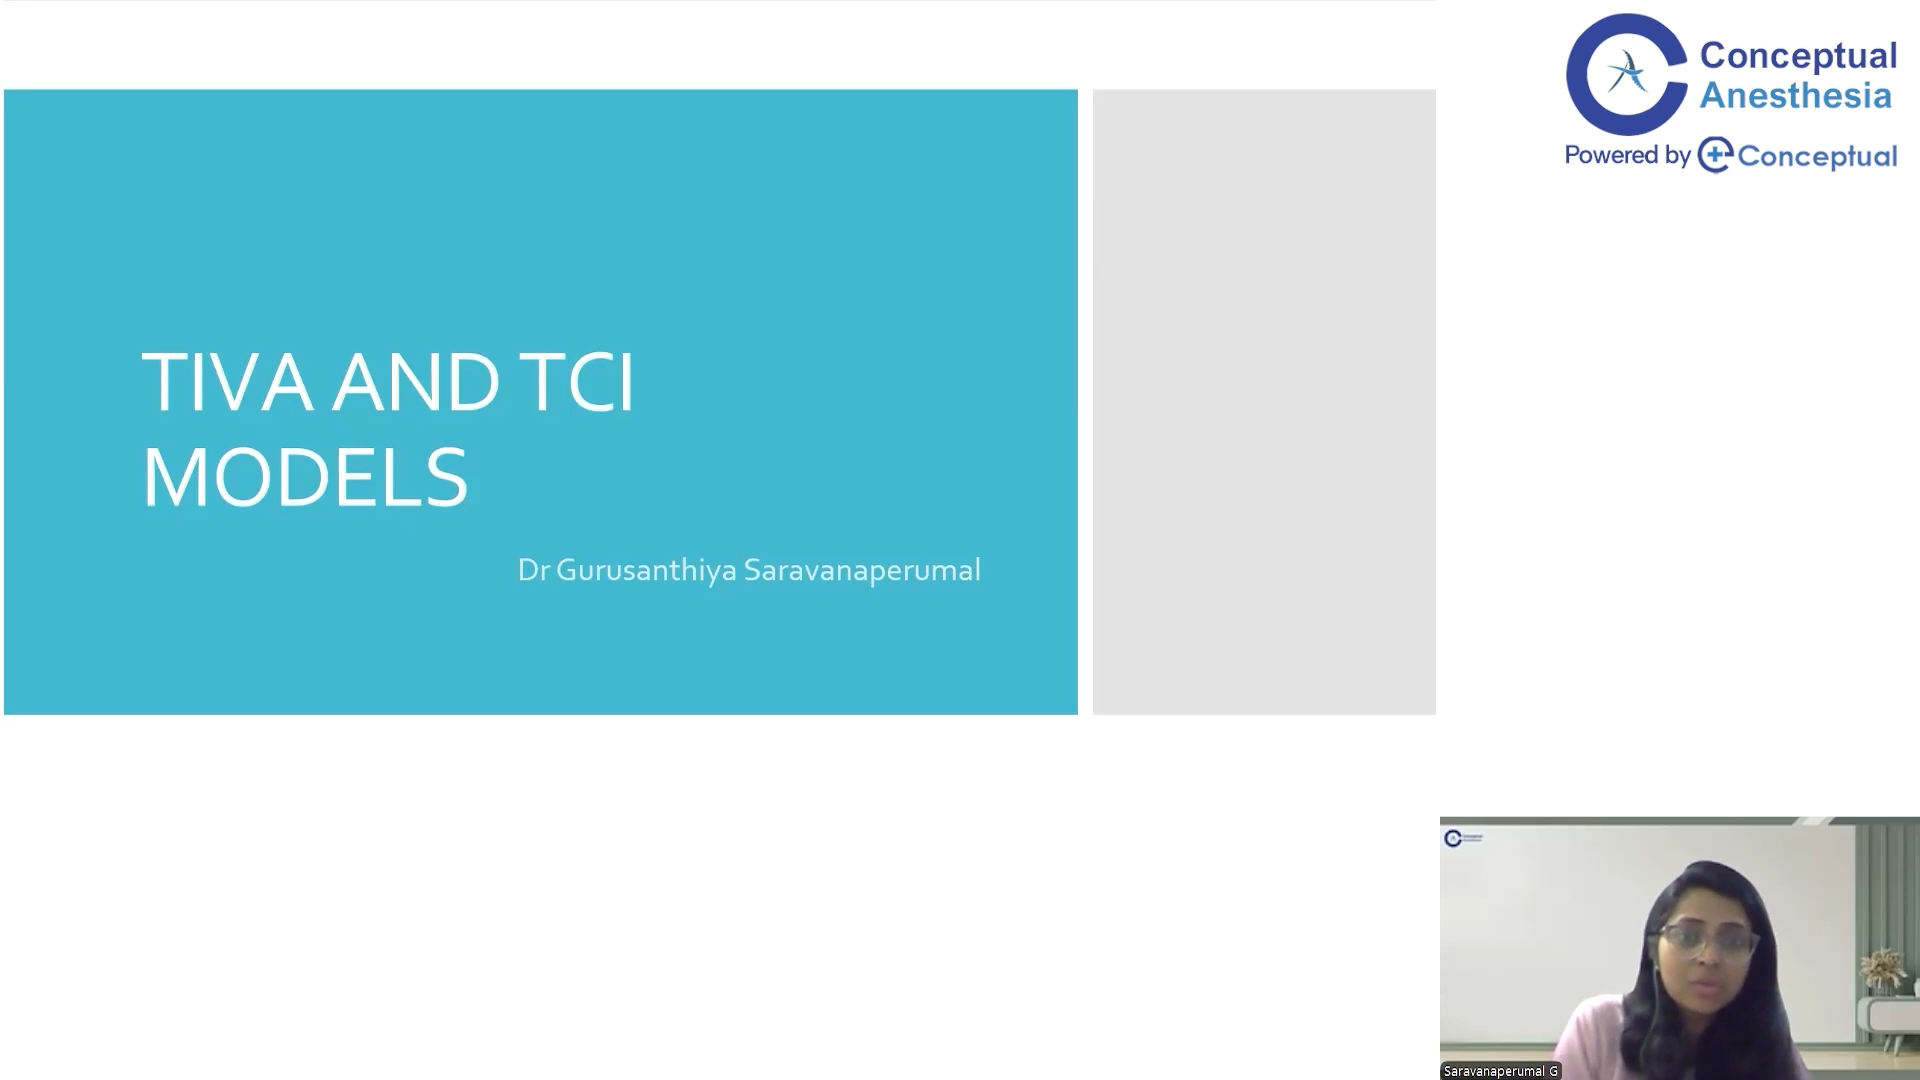 Conceptual
Anesthesia
Powered by Conceptual
TIVA AND TCI
MODELS
Dr Gurusanthiya Saravanaperumal
Saravanaperumal G